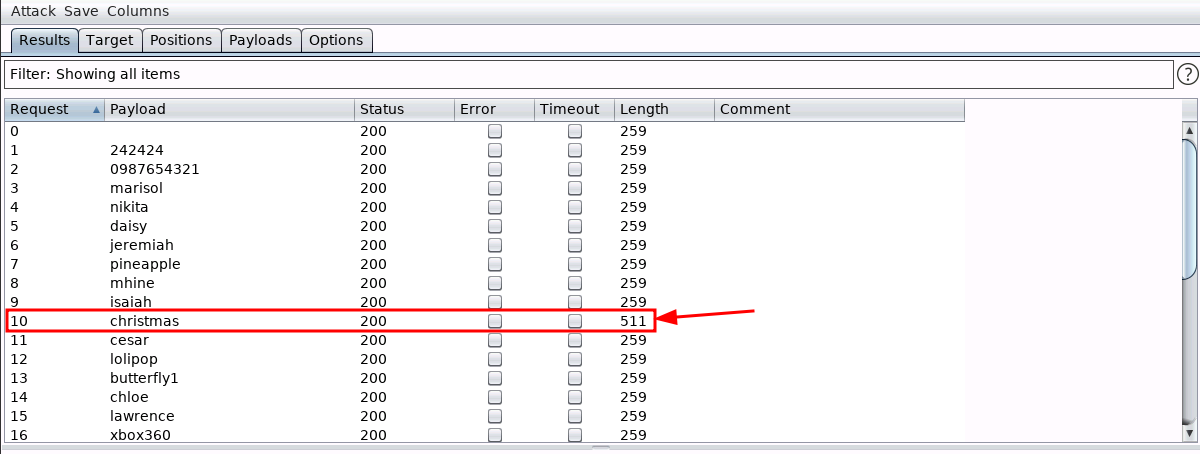 Attack Save Columns
Results Target Positions Payloads Options
Filter: Showing all items ?
Request Payload Status Error Timeout Length Comment
0 200 259
1 242424 200 259
2 0987654321 200 259
3 marisol 200 259
4 nikita 200 259
5 daisy 200 259
6 jeremiah 200 259
7 pineapple 200 259
8 mhine 200 259
9 isaiah 200 259
10 christmas 200 511
11 cesar 200 259
12 lolipop 200 259
13 butterfly1 200 259
14 chloe 200 259
15 lawrence 200 259
16 xbox360 200 259